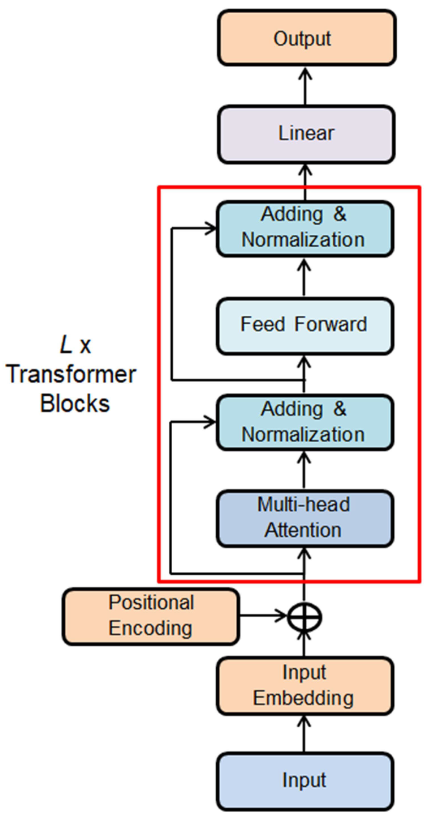 Output
Linear
Adding &
Normalization
Feed Forward
L x
Transformer
Blocks
Adding &
Normalization
Multi-head
Attention
Positional
Encoding
Input
Embedding
Input